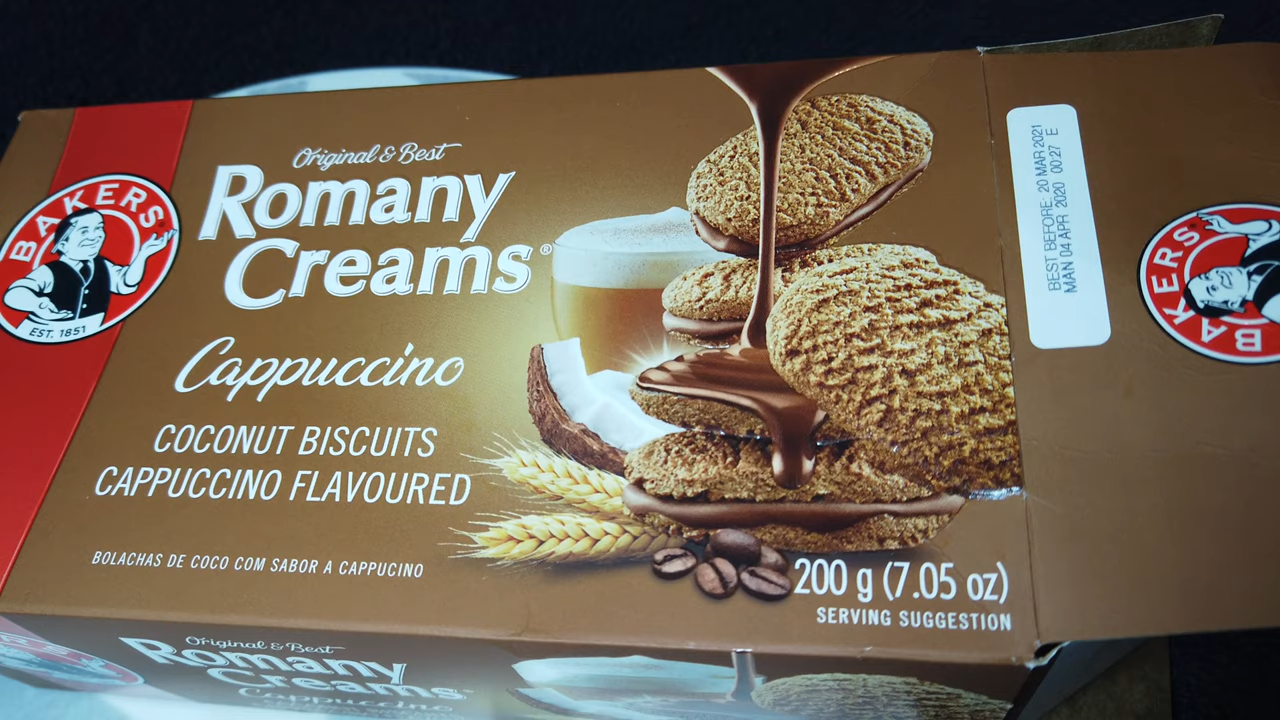 BAKERS
EST. 1851
Original & Best
Romany
Creams®
Cappuccino
COCONUT BISCUITS
CAPPUCCINO FLAVOURED
BOLACHAS DE COCO COM SABOR A CAPPUCINO
200 g (7.05 oz)
SERVING SUGGESTION
BEST BEFORE: 20 MAR 2021
MAN 04 APR 2020 00:27 E
BAKERS
Original & Best
Romany
Creams
Cappuccino